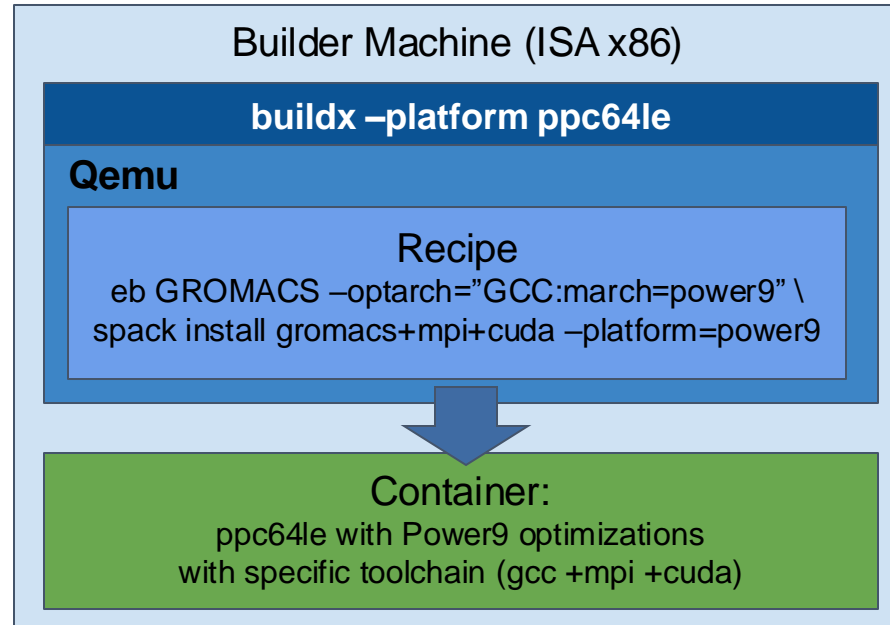 Builder Machine (ISA x86)
buildx –platform ppc64le
Qemu
Recipe
eb GROMACS –optarch=”GCC:march=power9” \
spack install gromacs+mpi+cuda –platform=power9
Container:
ppc64le with Power9 optimizations
with specific toolchain (gcc +mpi +cuda)